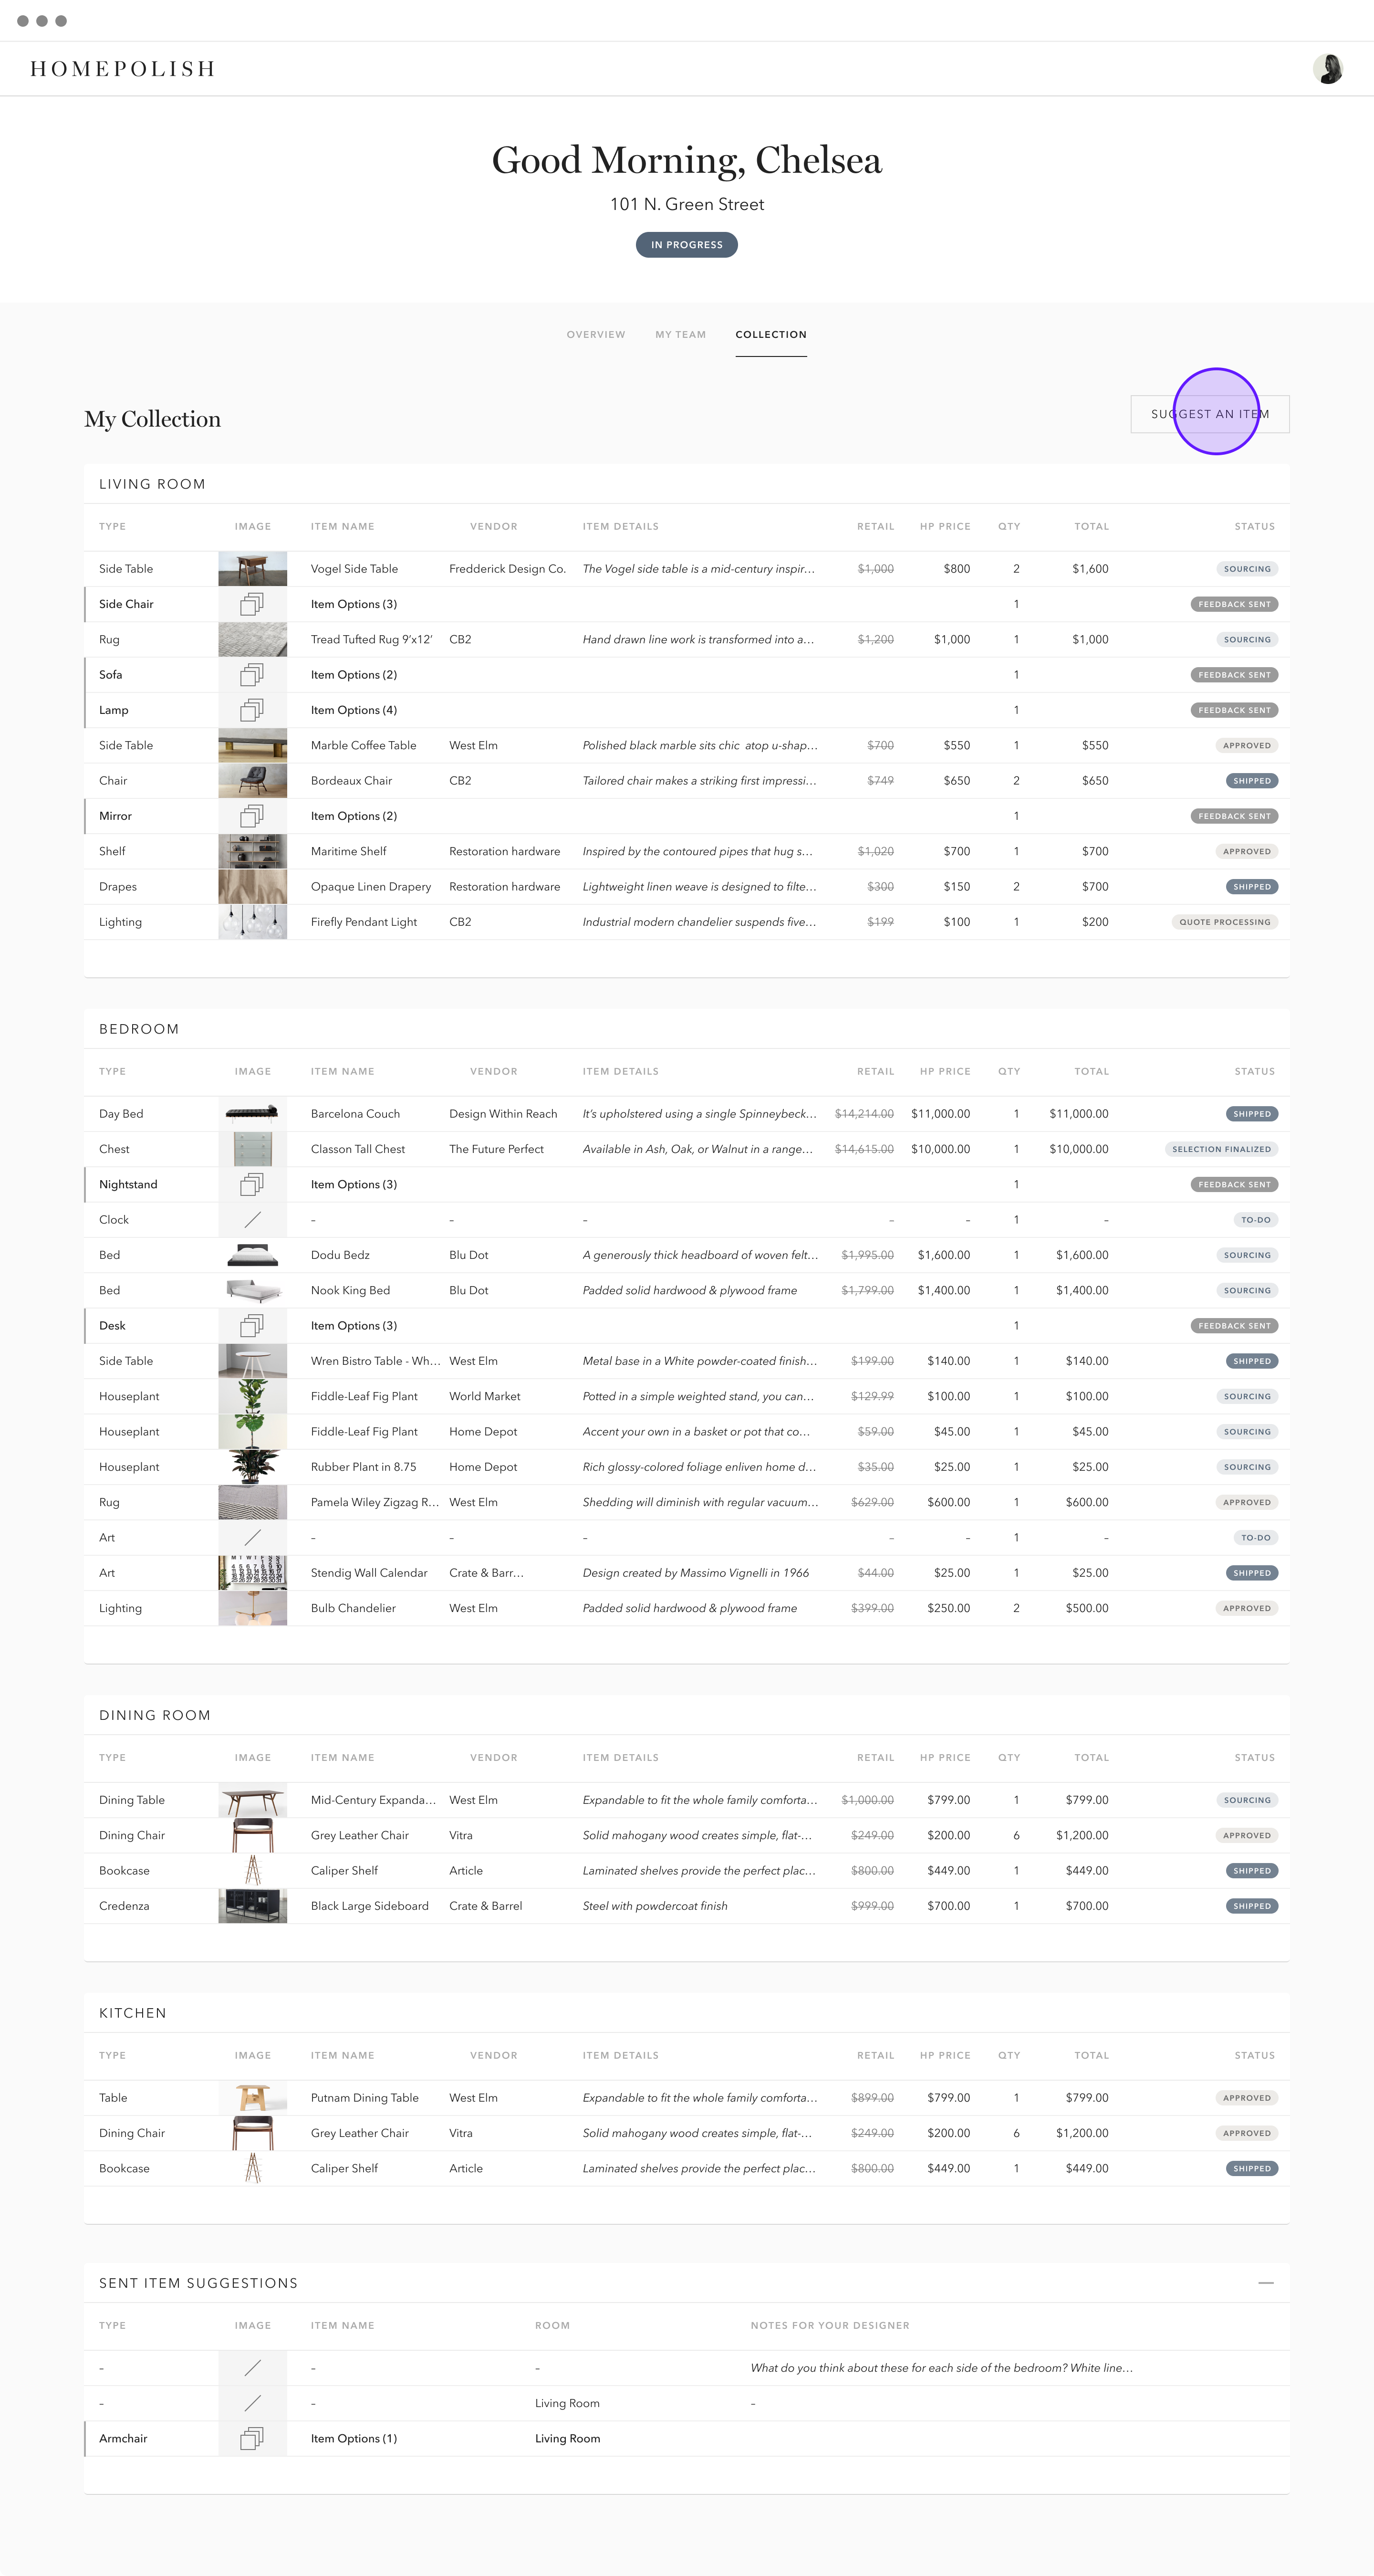 HOMEPOLISH
Good Morning, Chelsea
101 N. Green Street
IN PROGRESS
OVERVIEW MY TEAM COLLECTION
My Collection
SUGGEST AN ITEM
LIVING ROOM
TYPE IMAGE ITEM NAME VENDOR ITEM DETAILS RETAIL HP PRICE QTY TOTAL STATUS
Side Table Vogel Side Table Fredderick Design Co. The Vogel side table is a mid-century inspir... $1,000 $800 2 $1,600 SOURCING
Side Chair Item Options (3) 1 FEEDBACK SENT
Rug Tread Tufted Rug 9'x12' CB2 Hand drawn line work is transformed into a... $1,200 $1,000 1 $1,000 SOURCING
Sofa Item Options (2) 1 FEEDBACK SENT
Lamp Item Options (4) 1 FEEDBACK SENT
Side Table Marble Coffee Table West Elm Polished black marble sits chic atop u-shap... $700 $550 1 $550 APPROVED
Chair Bordeaux Chair CB2 Tailored chair makes a striking first impressi... $749 $650 2 $650 SHIPPED
Mirror Item Options (2) 1 FEEDBACK SENT
Shelf Maritime Shelf Restoration hardware Inspired by the contoured pipes that hug s... $1,020 $700 1 $700 APPROVED
Drapes Opaque Linen Drapery Restoration hardware Lightweight linen weave is designed to filte... $300 $150 2 $700 SHIPPED
Lighting Firefly Pendant Light CB2 Industrial modern chandelier suspends five... $199 $100 1 $200 QUOTE PROCESSING
BEDROOM
TYPE IMAGE ITEM NAME VENDOR ITEM DETAILS RETAIL HP PRICE QTY TOTAL STATUS
Day Bed Barcelona Couch Design Within Reach It's upholstered using a single Spinneybeck... $14,214.00 $11,000.00 1 $11,000.00 SHIPPED
Chest Classon Tall Chest The Future Perfect Available in Ash, Oak, or Walnut in a range... $14,615.00 $10,000.00 1 $10,000.00 SELECTION FINALIZED
Nightstand Item Options (3) 1 FEEDBACK SENT
Clock – – – – – 1 – TO-DO
Bed Dodu Bedz Blu Dot A generously thick headboard of woven felt... $1,995.00 $1,600.00 1 $1,600.00 SOURCING
Bed Nook King Bed Blu Dot Padded solid hardwood & plywood frame $1,799.00 $1,400.00 1 $1,400.00 SOURCING
Desk Item Options (3) 1 FEEDBACK SENT
Side Table Wren Bistro Table - Wh... West Elm Metal base in a White powder-coated finish... $199.00 $140.00 1 $140.00 SHIPPED
Houseplant Fiddle-Leaf Fig Plant World Market Potted in a simple weighted stand, you can... $129.99 $100.00 1 $100.00 SOURCING
Houseplant Fiddle-Leaf Fig Plant Home Depot Accent your own in a basket or pot that co... $59.00 $45.00 1 $45.00 SOURCING
Houseplant Rubber Plant in 8.75 Home Depot Rich glossy-colored foliage enliven home d... $35.00 $25.00 1 $25.00 SOURCING
Rug Pamela Wiley Zigzag R... West Elm Shedding will diminish with regular vacuum... $629.00 $600.00 1 $600.00 APPROVED
Art – – – – – 1 – TO-DO
Art Stendig Wall Calendar Crate & Barr... Design created by Massimo Vignelli in 1966 $44.00 $25.00 1 $25.00 SHIPPED
Lighting Bulb Chandelier West Elm Padded solid hardwood & plywood frame $399.00 $250.00 2 $500.00 APPROVED
DINING ROOM
TYPE IMAGE ITEM NAME VENDOR ITEM DETAILS RETAIL HP PRICE QTY TOTAL STATUS
Dining Table Mid-Century Expanda... West Elm Expandable to fit the whole family comforta... $1,000.00 $799.00 1 $799.00 SOURCING
Dining Chair Grey Leather Chair Vitra Solid mahogany wood creates simple, flat-... $249.00 $200.00 6 $1,200.00 APPROVED
Bookcase Caliper Shelf Article Laminated shelves provide the perfect plac... $800.00 $449.00 1 $449.00 SHIPPED
Credenza Black Large Sideboard Crate & Barrel Steel with powdercoat finish $999.00 $700.00 1 $700.00 SHIPPED
KITCHEN
TYPE IMAGE ITEM NAME VENDOR ITEM DETAILS RETAIL HP PRICE QTY TOTAL STATUS
Table Putnam Dining Table West Elm Expandable to fit the whole family comforta... $899.00 $799.00 1 $799.00 APPROVED
Dining Chair Grey Leather Chair Vitra Solid mahogany wood creates simple, flat-... $249.00 $200.00 6 $1,200.00 APPROVED
Bookcase Caliper Shelf Article Laminated shelves provide the perfect plac... $800.00 $449.00 1 $449.00 SHIPPED
SENT ITEM SUGGESTIONS
TYPE IMAGE ITEM NAME ROOM NOTES FOR YOUR DESIGNER
– – – What do you think about these for each side of the bedroom? White line...
– – Living Room –
Armchair Item Options (1) Living Room